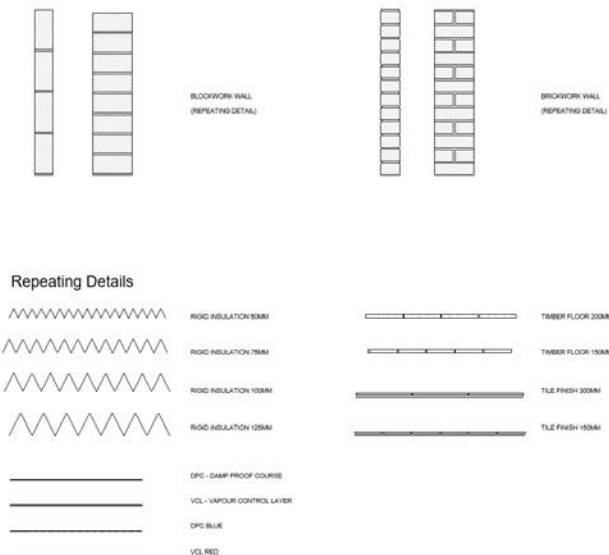 BLOCKWORK WALL
(REPEATING DETAIL)
BRICKWORK WALL
(REPEATING DETAIL)
Repeating Details
RIGID INSULATION 50MM
RIGID INSULATION 75MM
RIGID INSULATION 100MM
RIGID INSULATION 125MM
TIMBER FLOOR 200MM
TIMBER FLOOR 150MM
TILE FINISH 300MM
TILE FINISH 150MM
DPC - DAMP PROOF COURSE
VCL - VAPOUR CONTROL LAYER
DPC BLUE
VCL RED